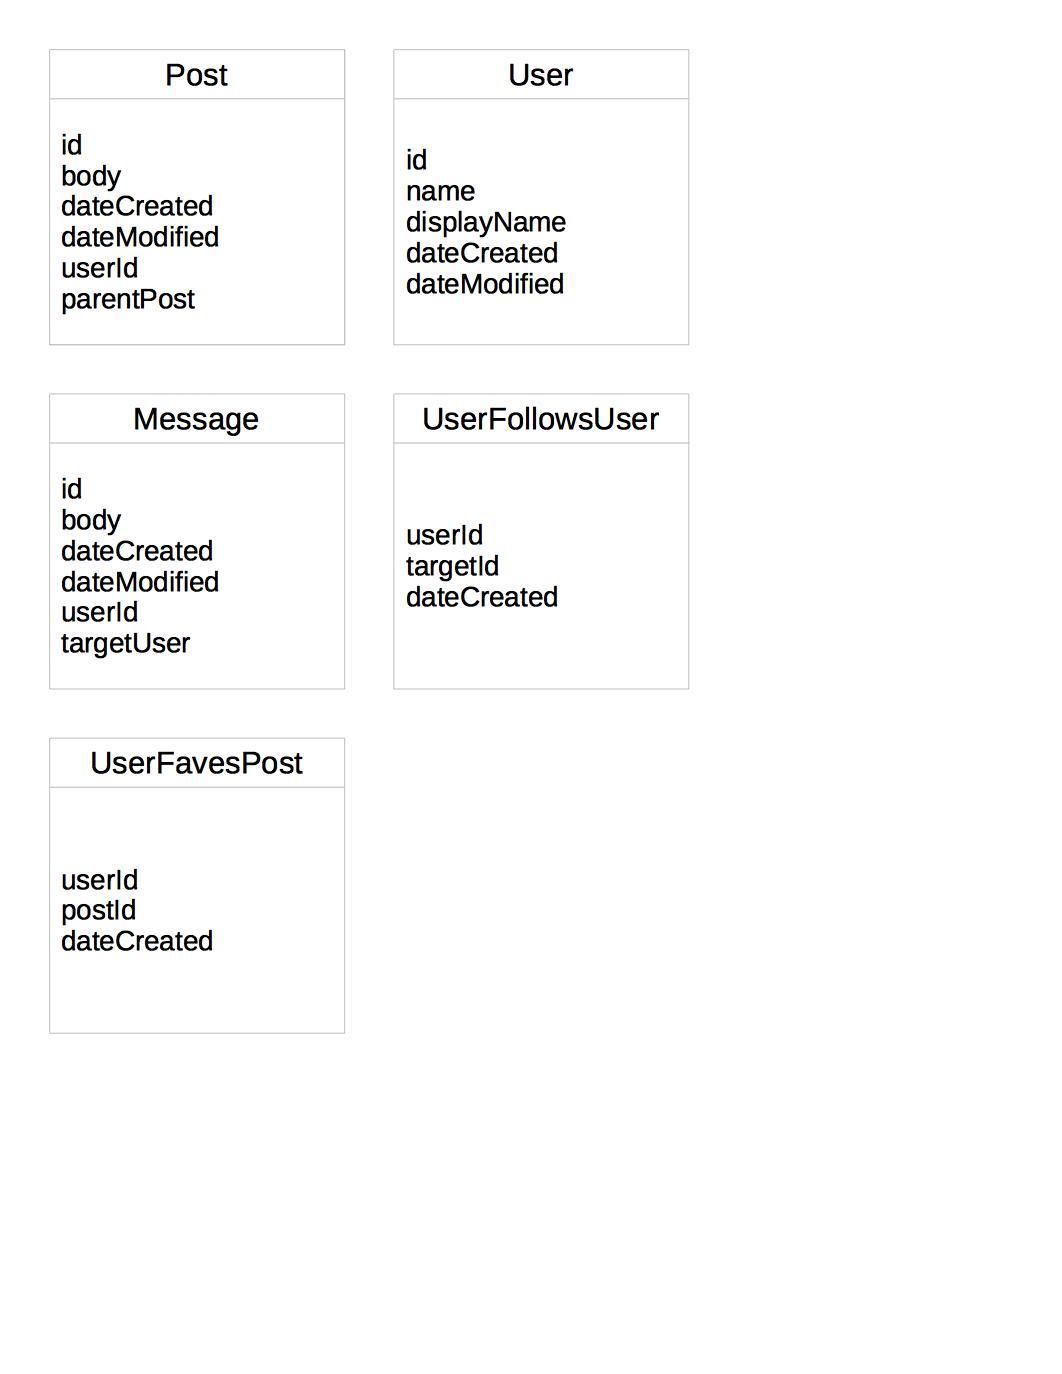 Post
id
body
dateCreated
dateModified
userId
parentPost
User
id
name
displayName
dateCreated
dateModified
Message
id
body
dateCreated
dateModified
userId
targetUser
UserFollowsUser
userId
targetId
dateCreated
UserFavesPost
userId
postId
dateCreated